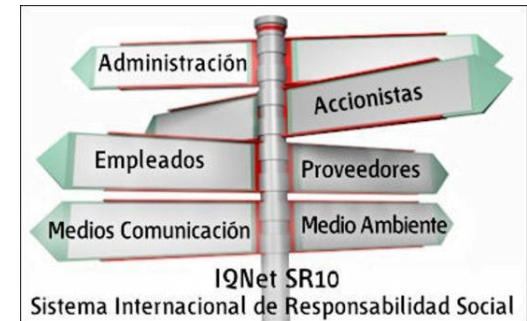 Administración
Accionistas
Empleados
Proveedores
Medios Comunicación
Medio Ambiente
IQNet SR10
Sistema Internacional de Responsabilidad Social